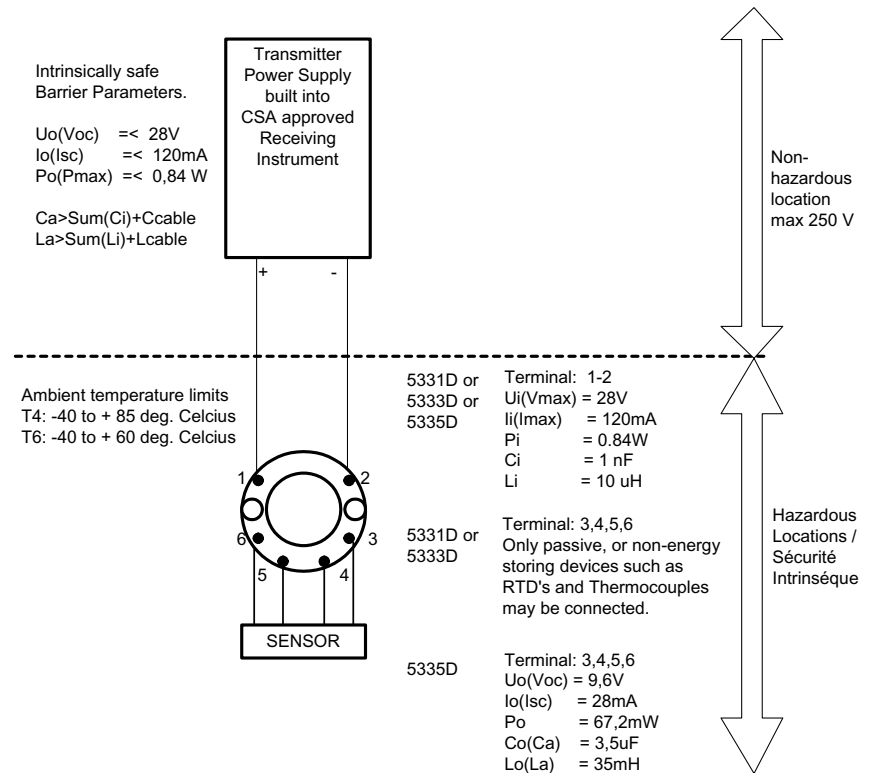 Intrinsically safe
Barrier Parameters.
Uo(Voc) =< 28V
Io(Isc) =< 120mA
Po(Pmax) =< 0,84 W
Ca>Sum(Ci)+Ccable
La>Sum(Li)+Lcable
Transmitter
Power Supply
built into
CSA approved
Receiving
Instrument
+ -
Non-
hazardous
location
max 250 V
Ambient temperature limits
T4: -40 to + 85 deg. Celcius
T6: -40 to + 60 deg. Celcius
5331D or
5333D or
5335D
Terminal: 1-2
Ui(Vmax) = 28V
Ii(Imax) = 120mA
Pi = 0.84W
Ci = 1 nF
Li = 10 uH
1 2
6 3
5 4
SENSOR
5331D or
5333D
Terminal: 3,4,5,6
Only passive, or non-energy
storing devices such as
RTD's and Thermocouples
may be connected.
Hazardous
Locations /
Sécurité
Intrinséque
5335D
Terminal: 3,4,5,6
Uo(Voc) = 9,6V
Io(Isc) = 28mA
Po = 67,2mW
Co(Ca) = 3,5uF
Lo(La) = 35mH